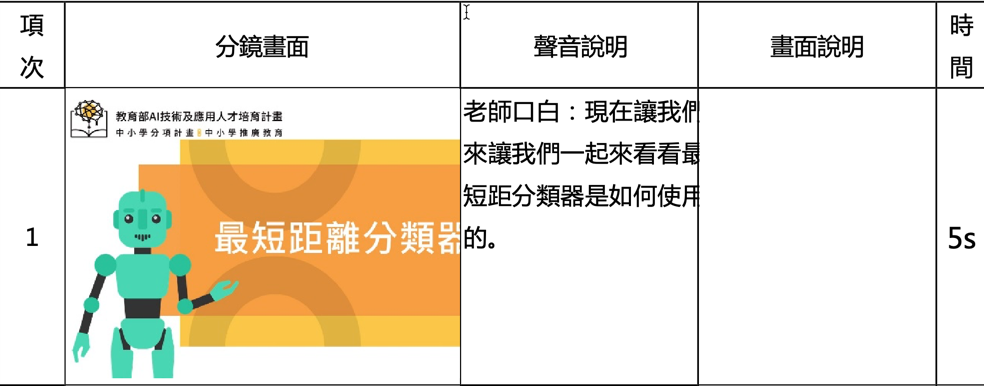 項次
分鏡畫面
聲音說明
畫面說明
時間
1
教育部AI技術及應用人才培育計畫
中小學分項計畫 中小學推廣教育
最短距離分類器
老師口白：現在讓我們
來讓我們一起來看看最
短距分類器是如何使用
的。
5s